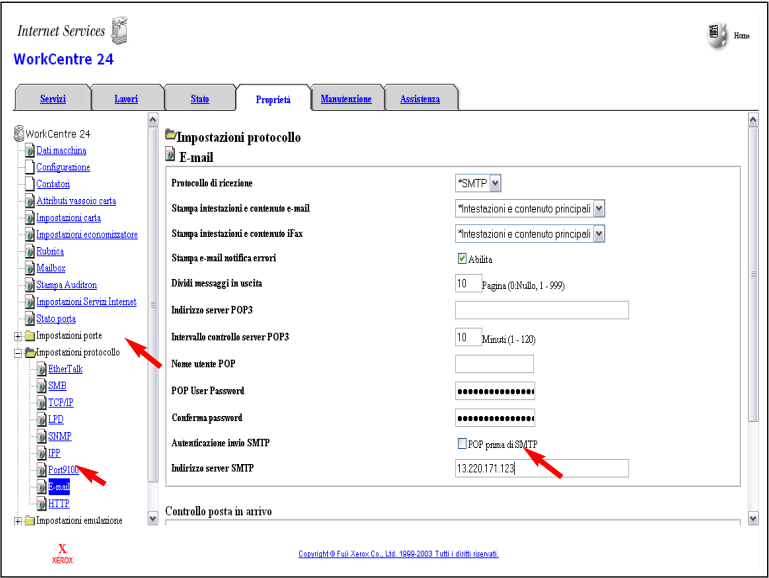 Internet Services
Home
WorkCentre 24
Servizi Lavori Stato Proprietà Manutenzione Assistenza
WorkCentre 24
Dati macchina
Configurazione
Contatori
Attributi vassoio carta
Impostazioni carta
Impostazioni economizzatore
Rubrica
Mailbox
Stampa Auditron
Impostazioni Servizi Internet
Stato porta
Impostazioni porte
Impostazioni protocollo
EtherTalk
SMB
TCP/IP
LPD
SNMP
IPP
Port9100
E-mail
HTTP
Impostazioni emulazione
Impostazioni protocollo
E-mail
Protocollo di ricezione *SMTP
Stampa intestazioni e contenuto e-mail *Intestazioni e contenuto principali
Stampa intestazioni e contenuto iFax *Intestazioni e contenuto principali
Stampa e-mail notifica errori Abilita
Dividi messaggi in uscita 10 Pagina (0:Nullo, 1 - 999)
Indirizzo server POP3
Intervallo controllo server POP3 10 Minuti (1 - 120)
Nome utente POP
POP User Password ●●●●●●●●●●●●●●●
Conferma password ●●●●●●●●●●●●●●●
Autenticazione invio SMTP POP prima di SMTP
Indirizzo server SMTP 13.220.171.123
Controllo posta in arrivo
X
XEROX
Copyright © Fuji Xerox Co., Ltd. 1999-2003 Tutti i diritti riservati.